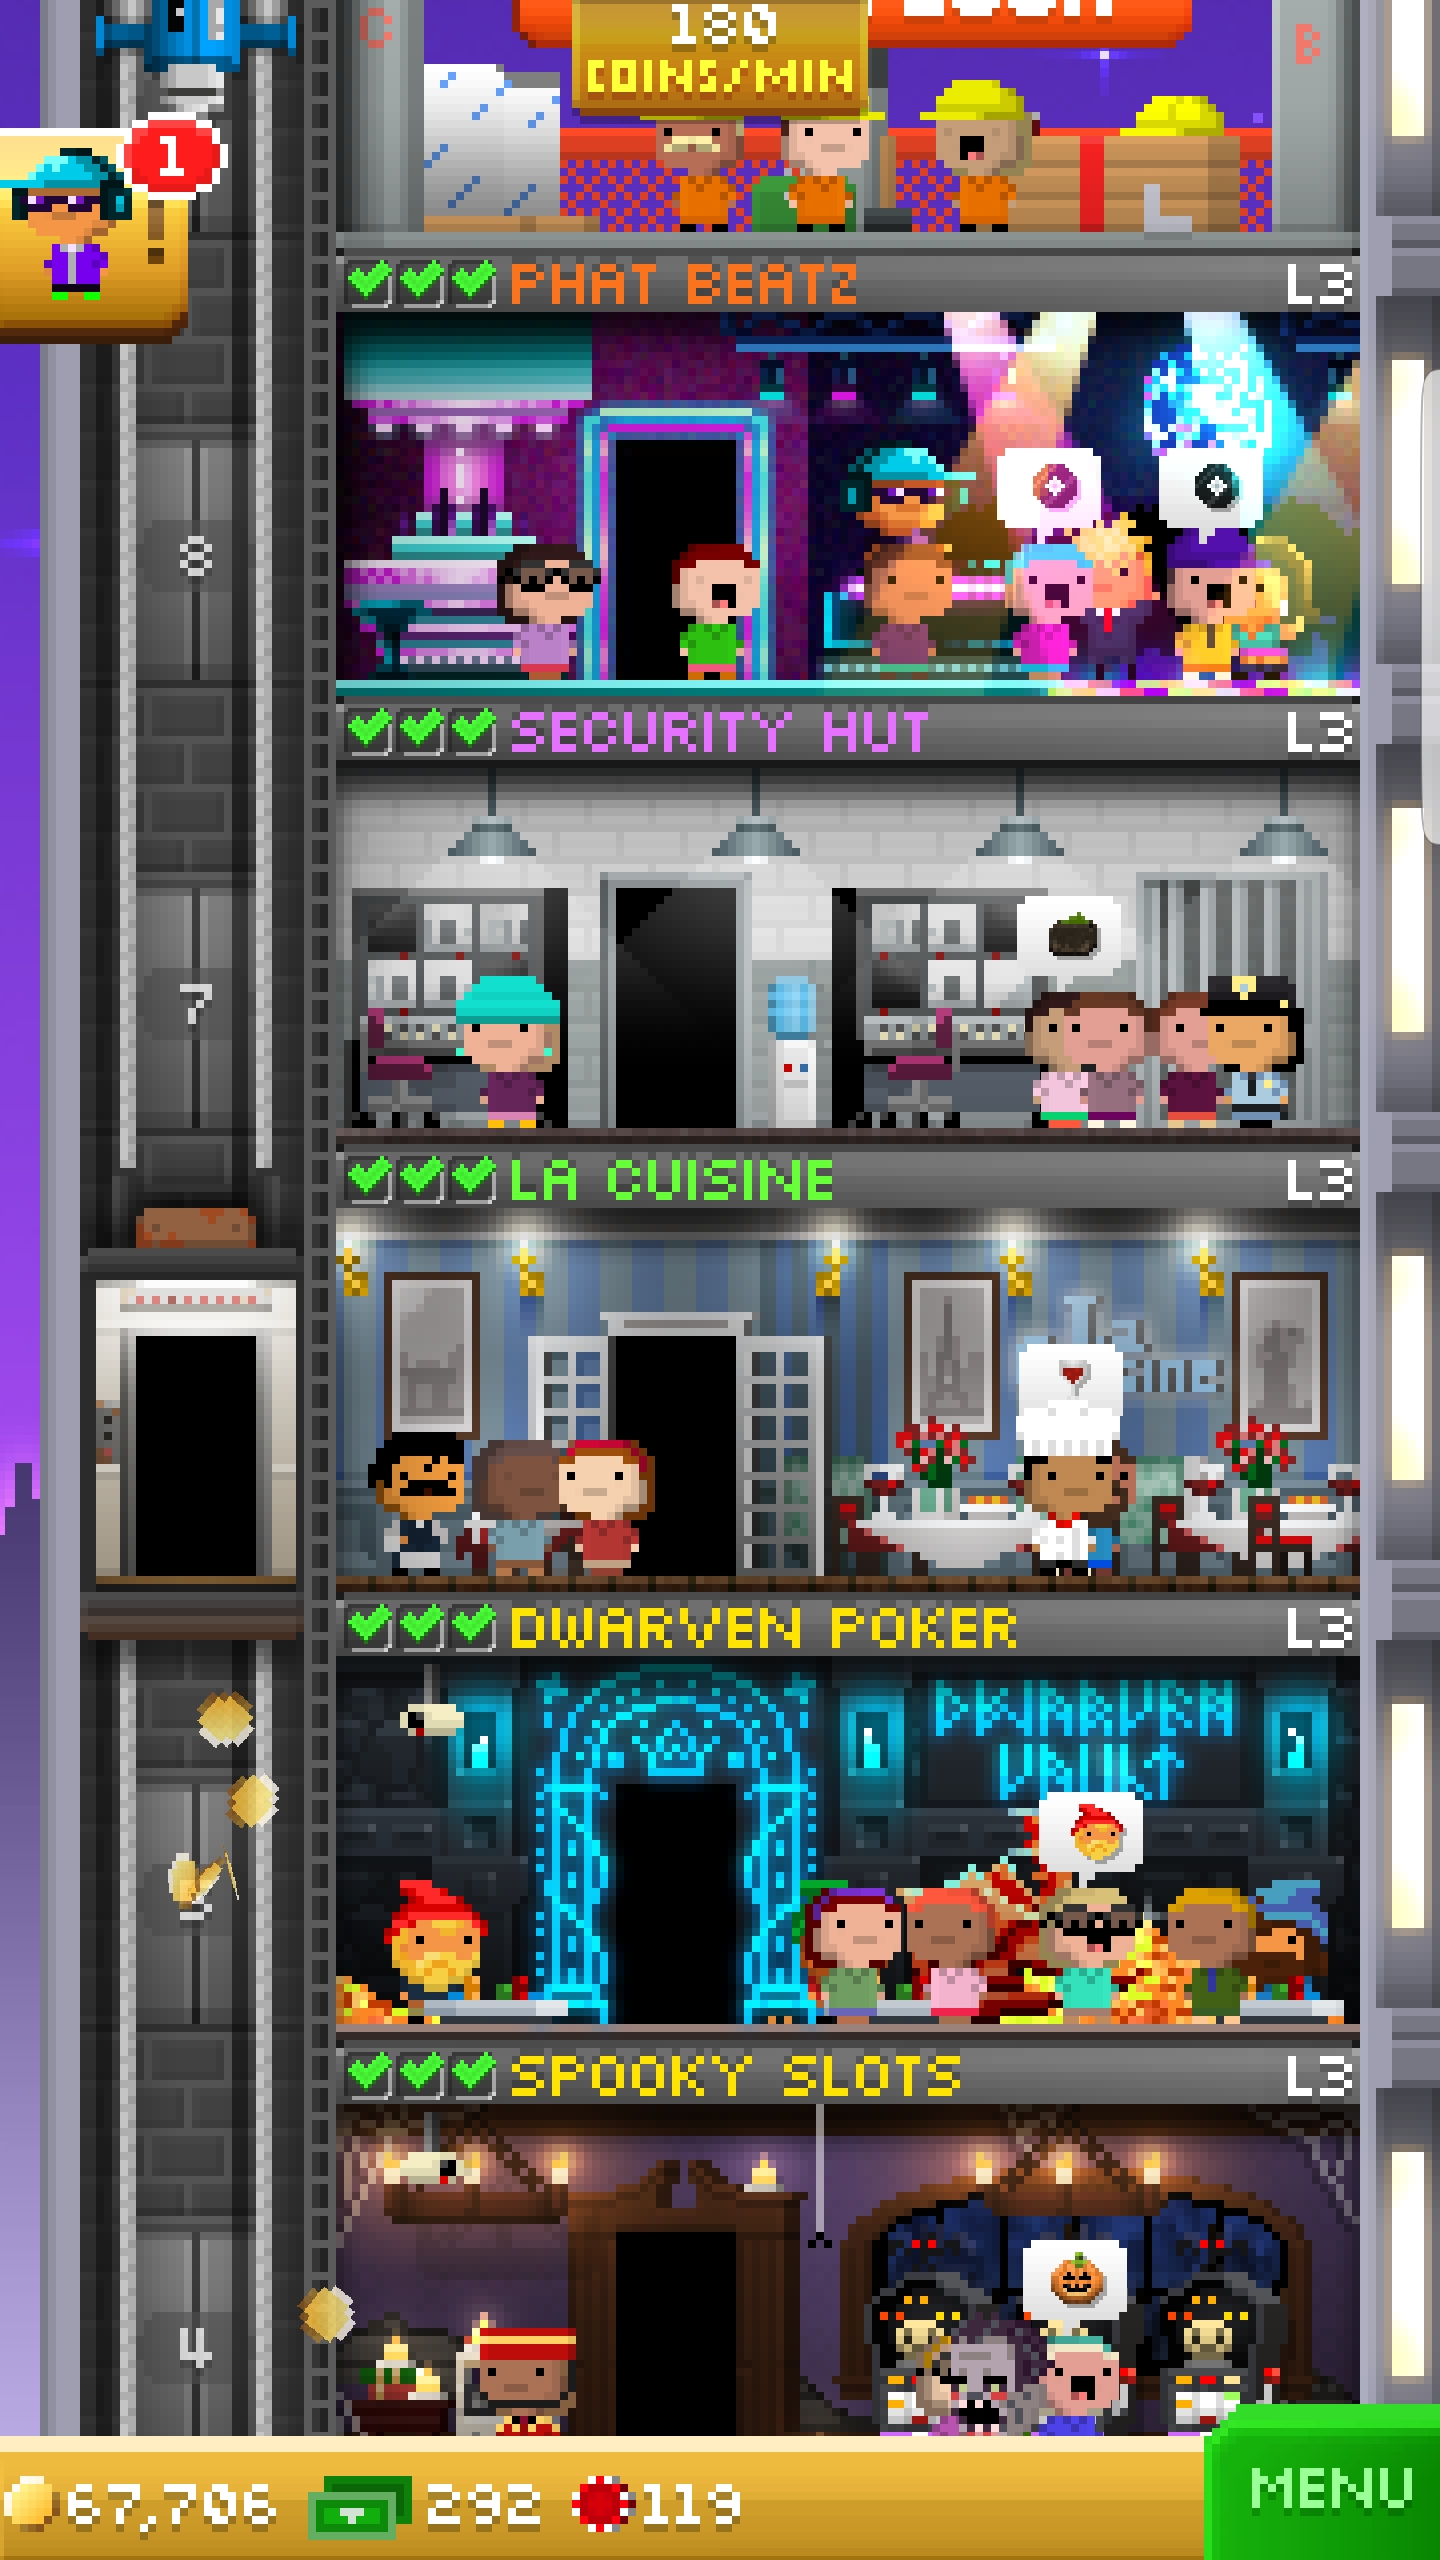 180
COINS/MIN
C
B
1
!
PHAT BEATZ
L3
8
SECURITY HUT
L3
7
LA CUISINE
L3
La
DWARVEN POKER
L3
DWARVEN
VAULT
SPOOKY SLOTS
L3
4
67,706
292
119
MENU